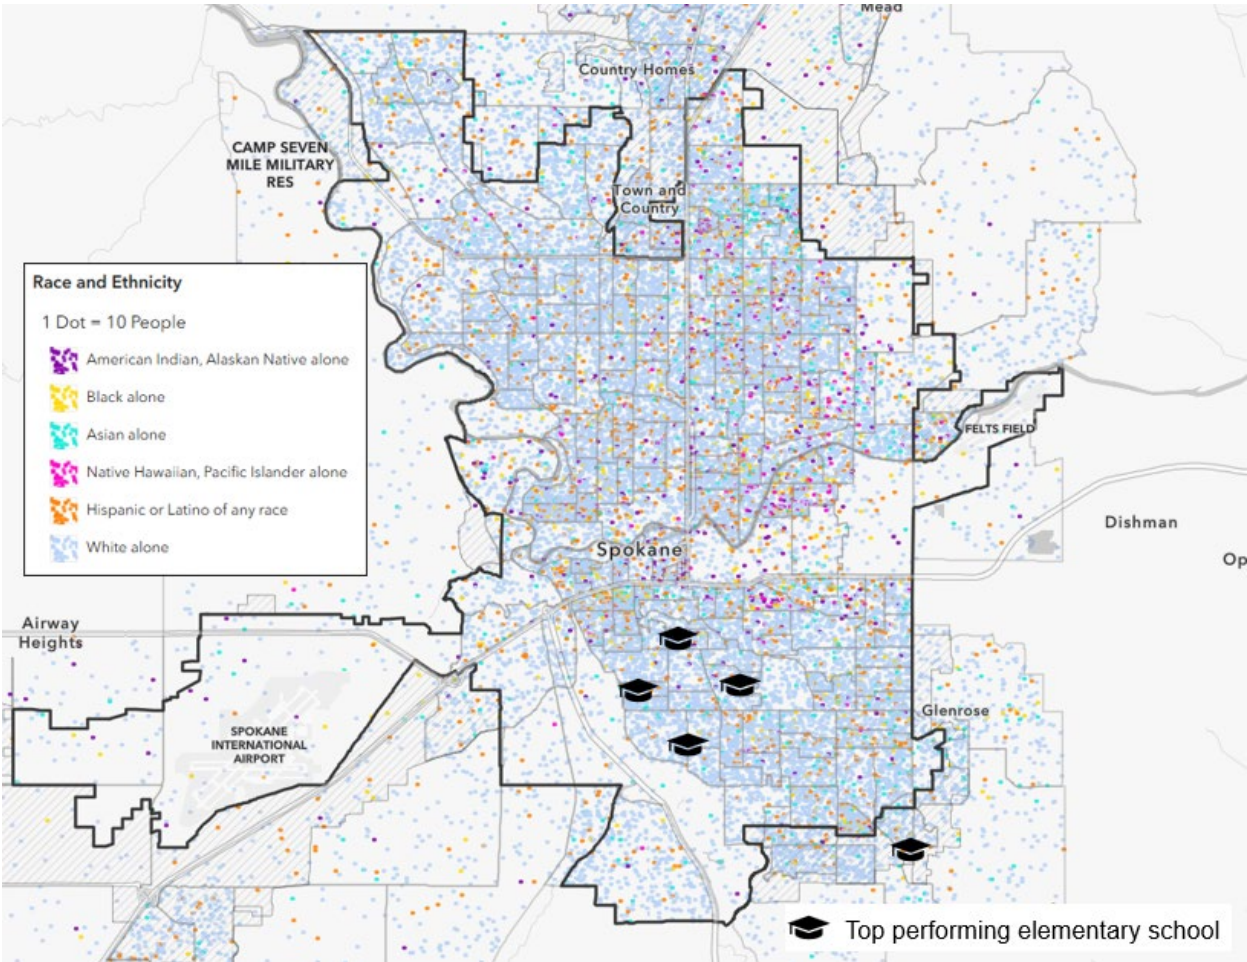 Mead
Country Homes
CAMP SEVEN
MILE MILITARY
RES
Town and
Country
Race and Ethnicity
1 Dot = 10 People
American Indian, Alaskan Native alone
Black alone
Asian alone
Native Hawaiian, Pacific Islander alone
Hispanic or Latino of any race
White alone
FELTS FIELD
Dishman
Spokane
Op
Airway
Heights
Glenrose
SPOKANE
INTERNATIONAL
AIRPORT
Top performing elementary school